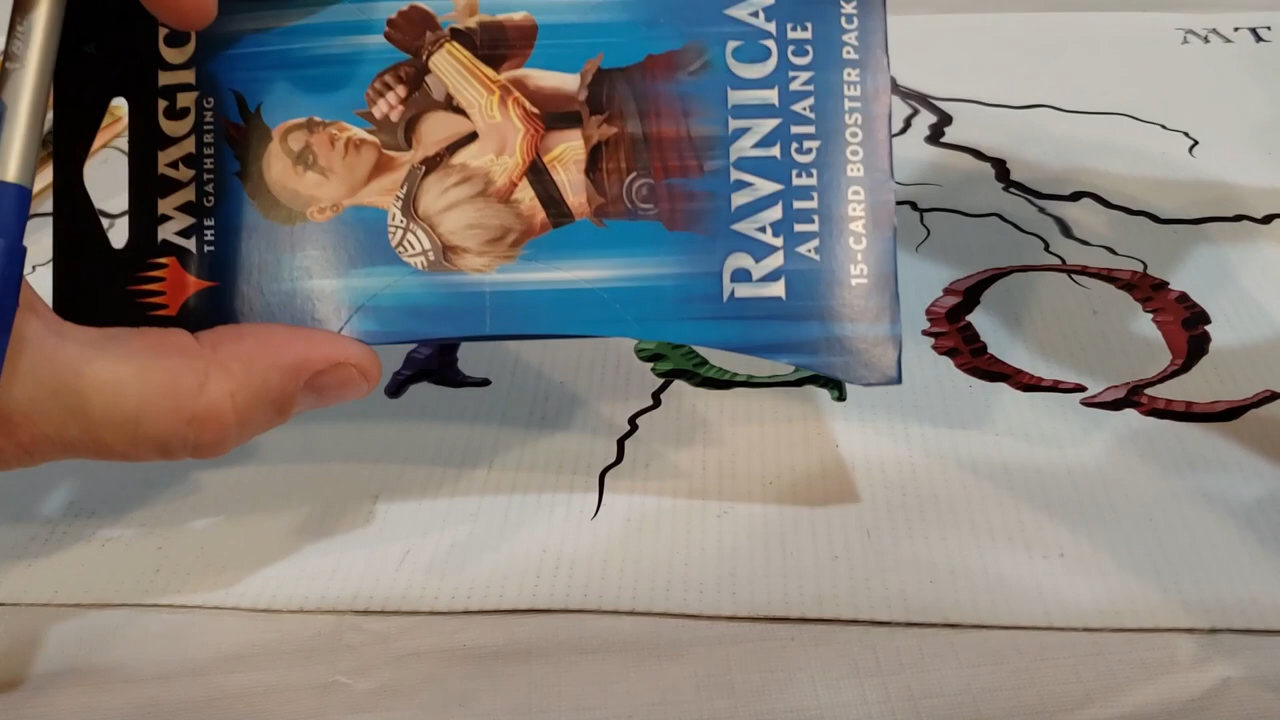 MAGIC
THE GATHERING
RAVNICA
ALLEGIANCE
15-CARD BOOSTER PACK
MT